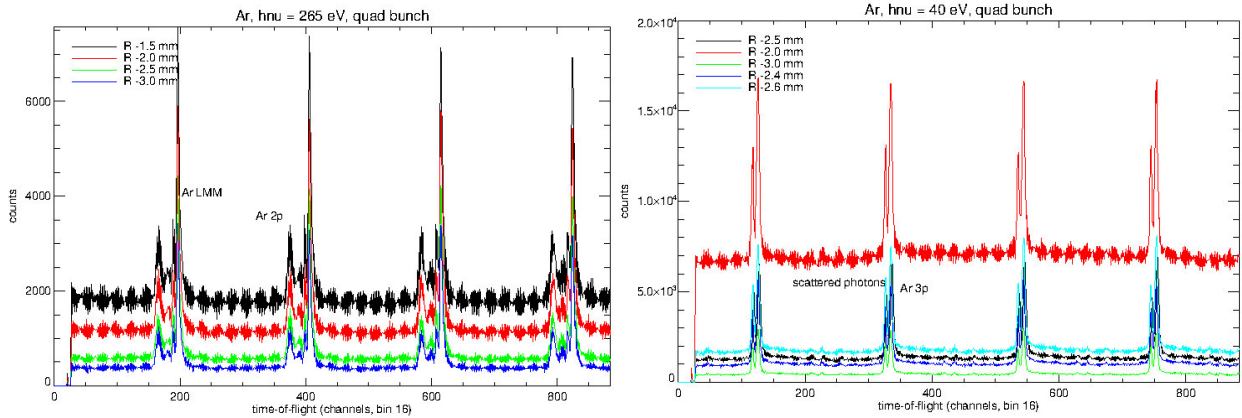 Ar, hnu = 265 eV, quad bunch
R -1.5 mm
R -2.0 mm
R -2.5 mm
R -3.0 mm
6000
4000
2000
0
counts
Ar LMM
Ar 2p
0
200
400
600
800
time-of-flight (channels, bin 16)
Ar, hnu = 40 eV, quad bunch
R -2.5 mm
R -2.0 mm
R -3.0 mm
R -2.4 mm
R -2.6 mm
2.0×10⁴
1.5×10⁴
1.0×10⁴
5.0×10³
0
counts
scattered photons
Ar 3p
0
200
400
600
800
time-of-flight (channels, bin 16)